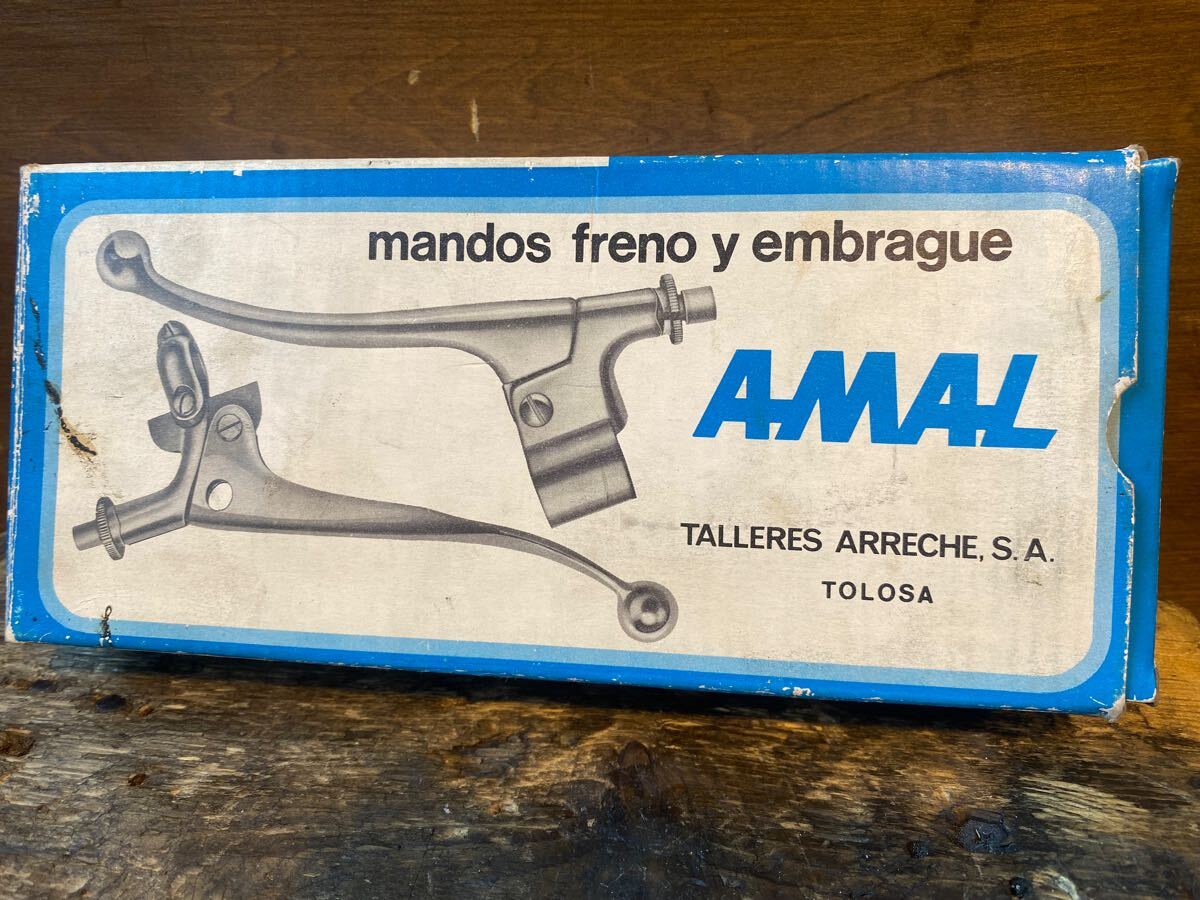 mandos freno y embrague
AMAL
TALLERES ARRECHE, S.A.
TOLOSA